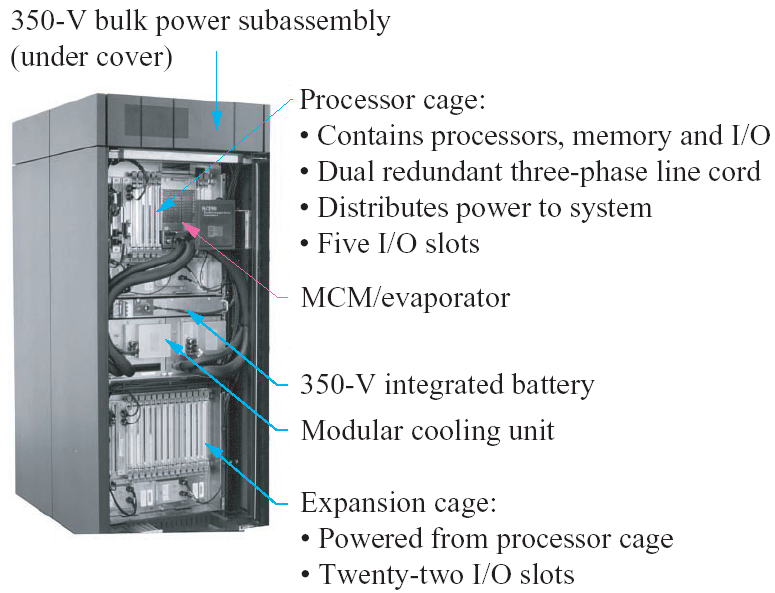 350-V bulk power subassembly
(under cover)
Processor cage:
• Contains processors, memory and I/O
• Dual redundant three-phase line cord
• Distributes power to system
• Five I/O slots
MCM/evaporator
350-V integrated battery
Modular cooling unit
Expansion cage:
• Powered from processor cage
• Twenty-two I/O slots